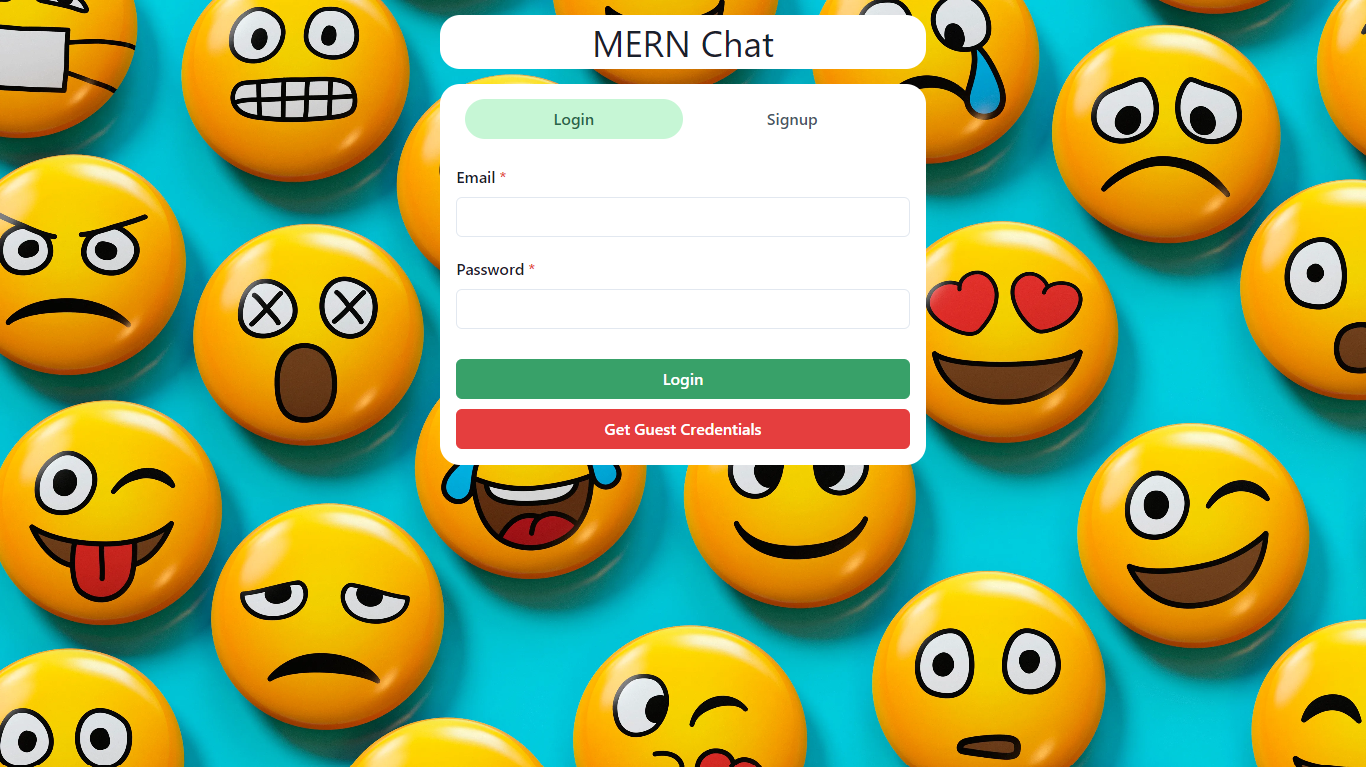 MERN Chat
Login Signup
Email *
Password *
Login
Get Guest Credentials